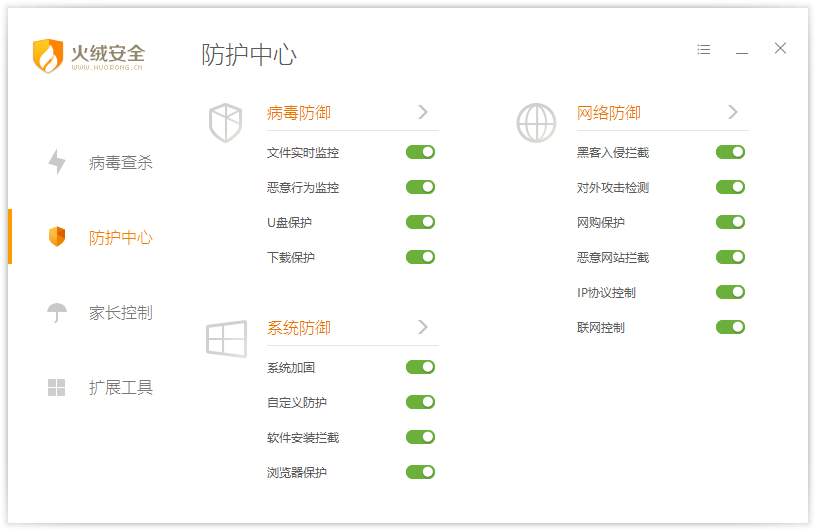 火绒安全
WWW.HUORONG.CN
防护中心
病毒查杀
防护中心
家长控制
扩展工具
病毒防御
文件实时监控
恶意行为监控
U盘保护
下载保护
系统防御
系统加固
自定义防护
软件安装拦截
浏览器保护
网络防御
黑客入侵拦截
对外攻击检测
网购保护
恶意网站拦截
IP协议控制
联网控制